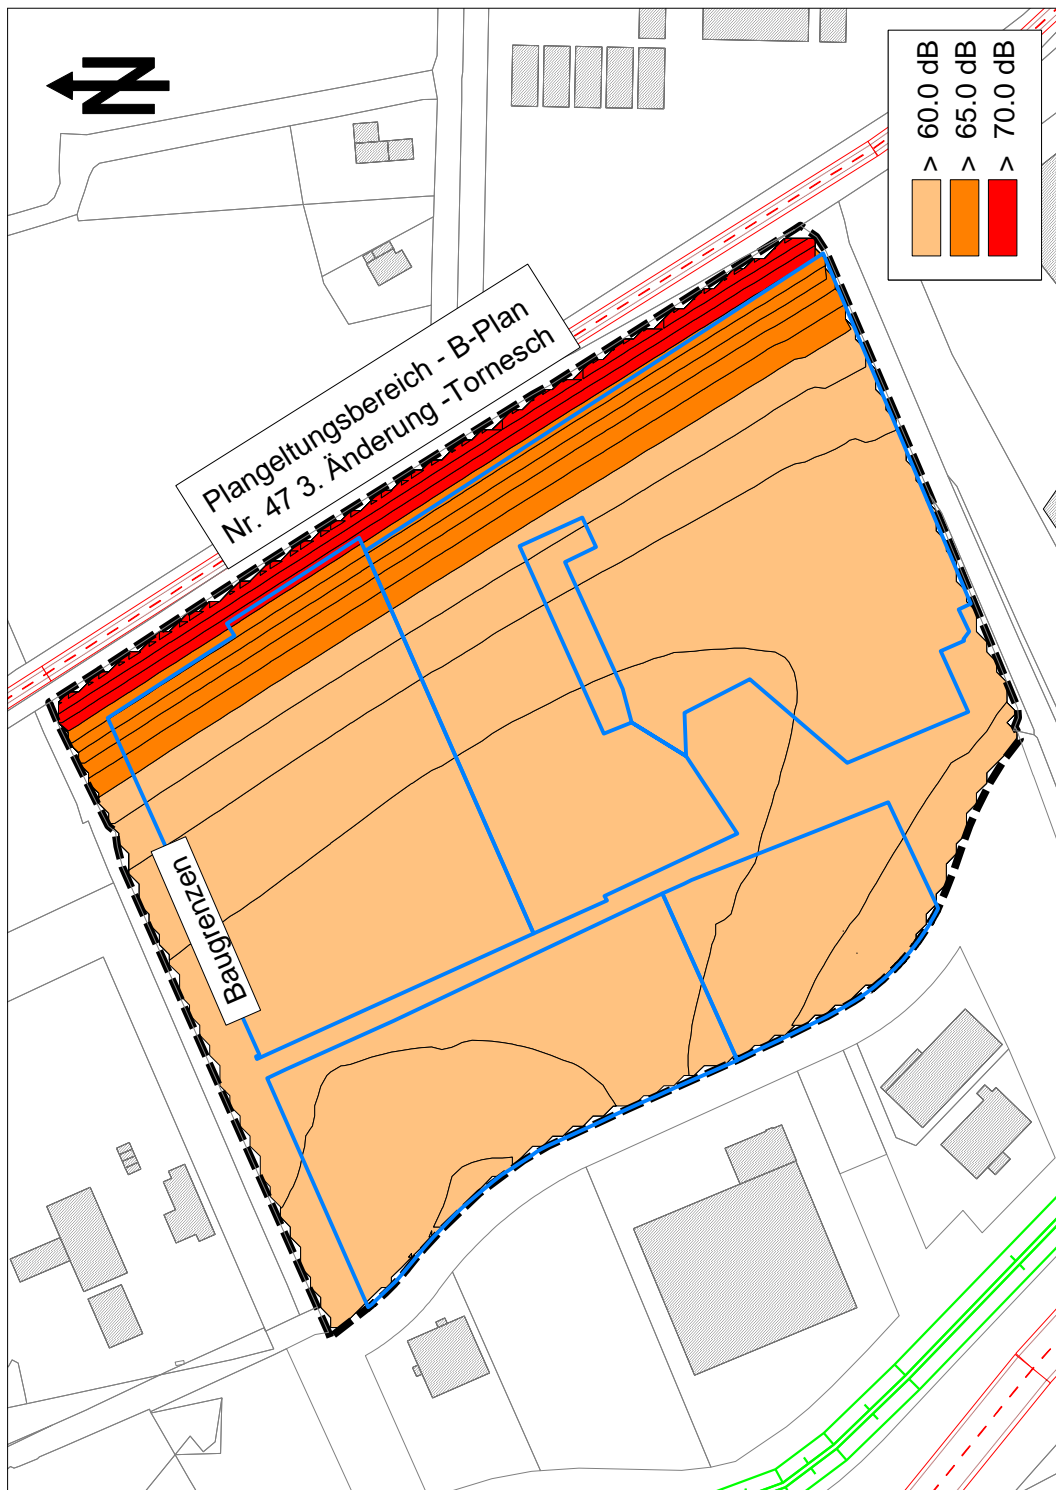 N
Plangeltungsbereich - B-Plan
Nr. 47 3. Änderung -Tornesch
Baugrenzen
> 60.0 dB
> 65.0 dB
> 70.0 dB